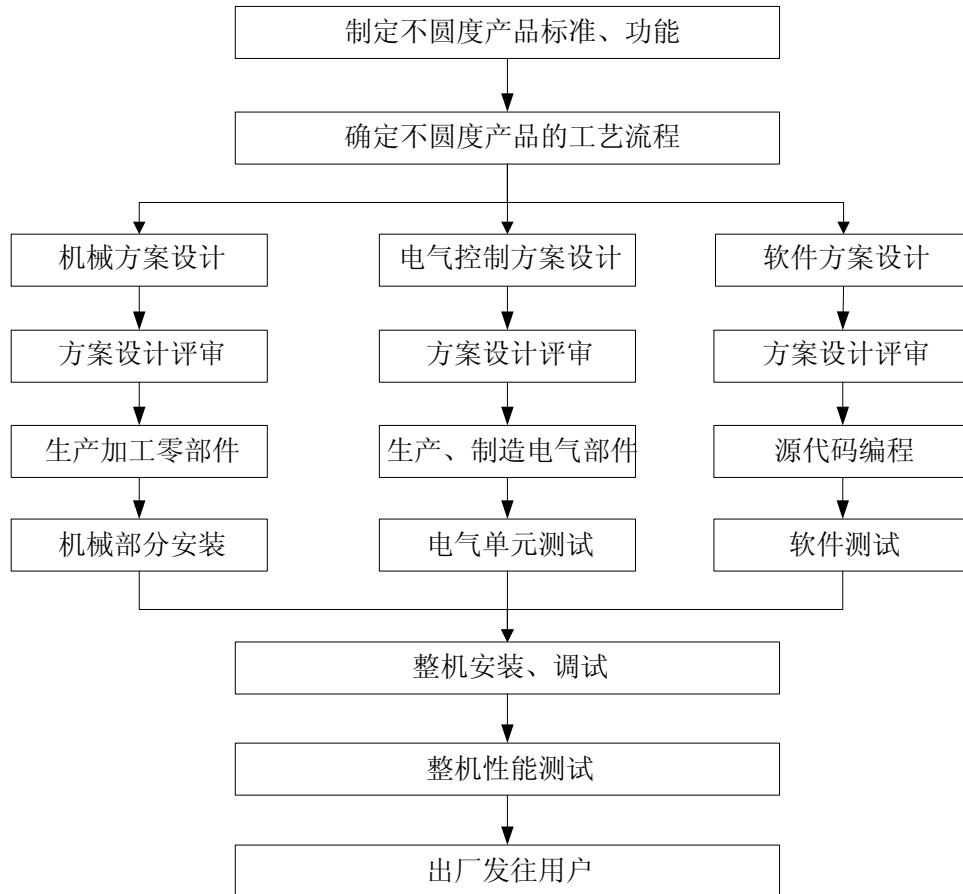 制定不圆度产品标准、功能
确定不圆度产品的工艺流程
机械方案设计
电气控制方案设计
软件方案设计
方案设计评审
方案设计评审
方案设计评审
生产加工零部件
生产、制造电气部件
源代码编程
机械部分安装
电气单元测试
软件测试
整机安装、调试
整机性能测试
出厂发往用户